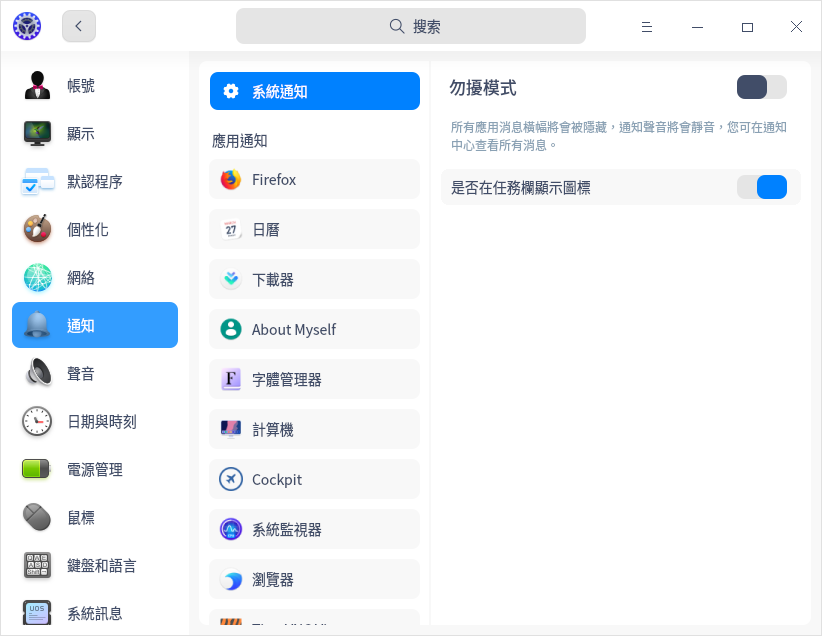 搜索
帳號
顯示
默認程序
個性化
網絡
通知
聲音
日期與時刻
電源管理
鼠標
鍵盤和語言
系統訊息
系統通知
應用通知
Firefox
27
日曆
下載器
About Myself
F
字體管理器
計算機
Cockpit
系統監視器
瀏覽器
勿擾模式
所有應用消息橫幅將會被隱藏，通知聲音將會靜音，您可在通知
中心查看所有消息。
是否在任務欄顯示圖標